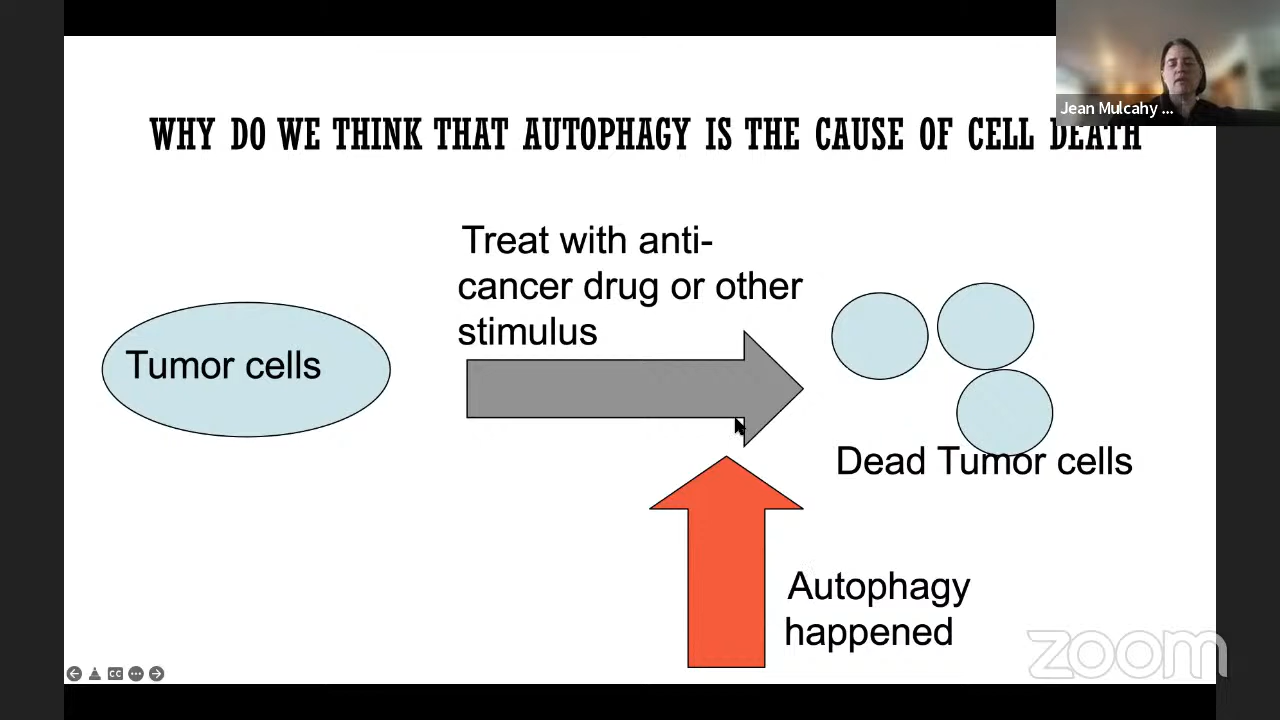 Jean Mulcahy ...
WHY DO WE THINK THAT AUTOPHAGY IS THE CAUSE OF CELL DEATH
Treat with anti-
cancer drug or other
stimulus
Tumor cells
Dead Tumor cells
Autophagy
happened
zoom
CC